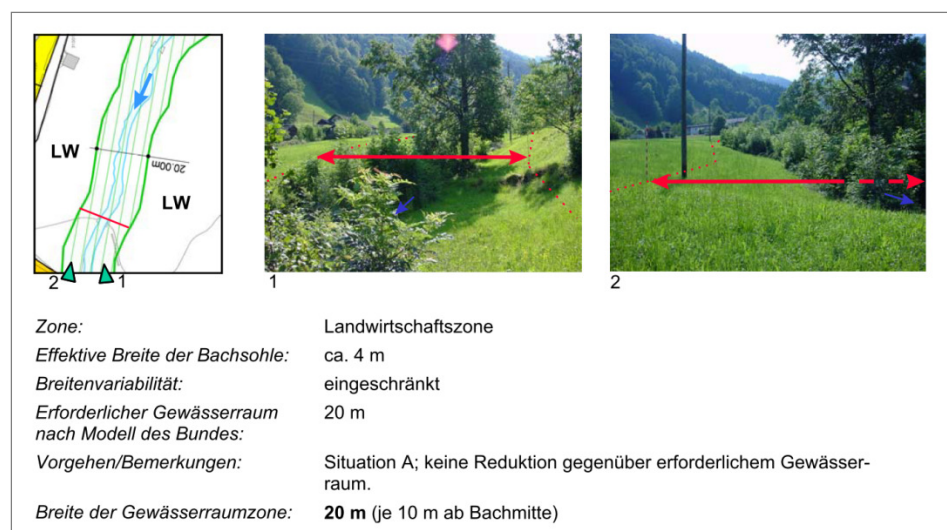 LW
20.00m
LW
2
1
1
2
Zone: Landwirtschaftszone
Effektive Breite der Bachsohle: ca. 4 m
Breitenvariabilität: eingeschränkt
Erforderlicher Gewässerraum 20 m
nach Modell des Bundes:
Vorgehen/Bemerkungen: Situation A; keine Reduktion gegenüber erforderlichem Gewässer-
raum.
Breite der Gewässerraumzone: 20 m (je 10 m ab Bachmitte)